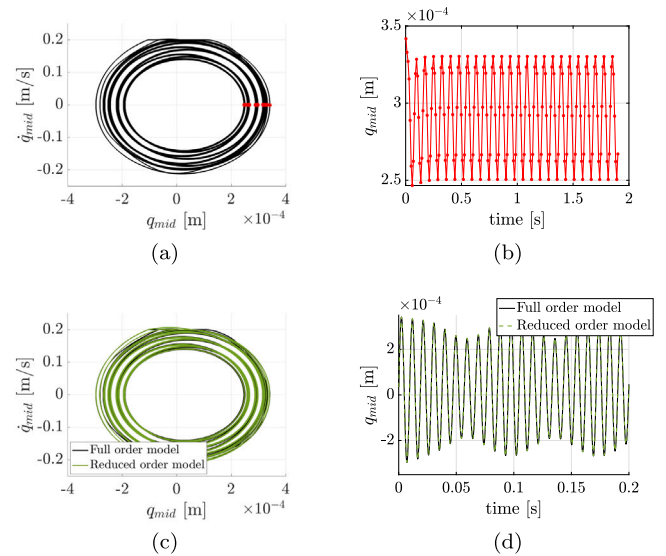 0.2
0.1
0
-0.1
-0.2
q̇mid [m/s]
-4
-2
0
2
4
qmid [m]
×10⁻⁴
(a)
×10⁻⁴
3.5
3
2.5
qmid [m]
0
0.5
1
1.5
2
time [s]
(b)
0.2
0.1
0
-0.1
-0.2
q̇mid [m/s]
Full order model
Reduced order model
-4
-2
0
2
4
qmid [m]
×10⁻⁴
(c)
×10⁻⁴
Full order model
Reduced order model
2
0
-2
qmid [m]
0
0.05
0.1
0.15
0.2
time [s]
(d)